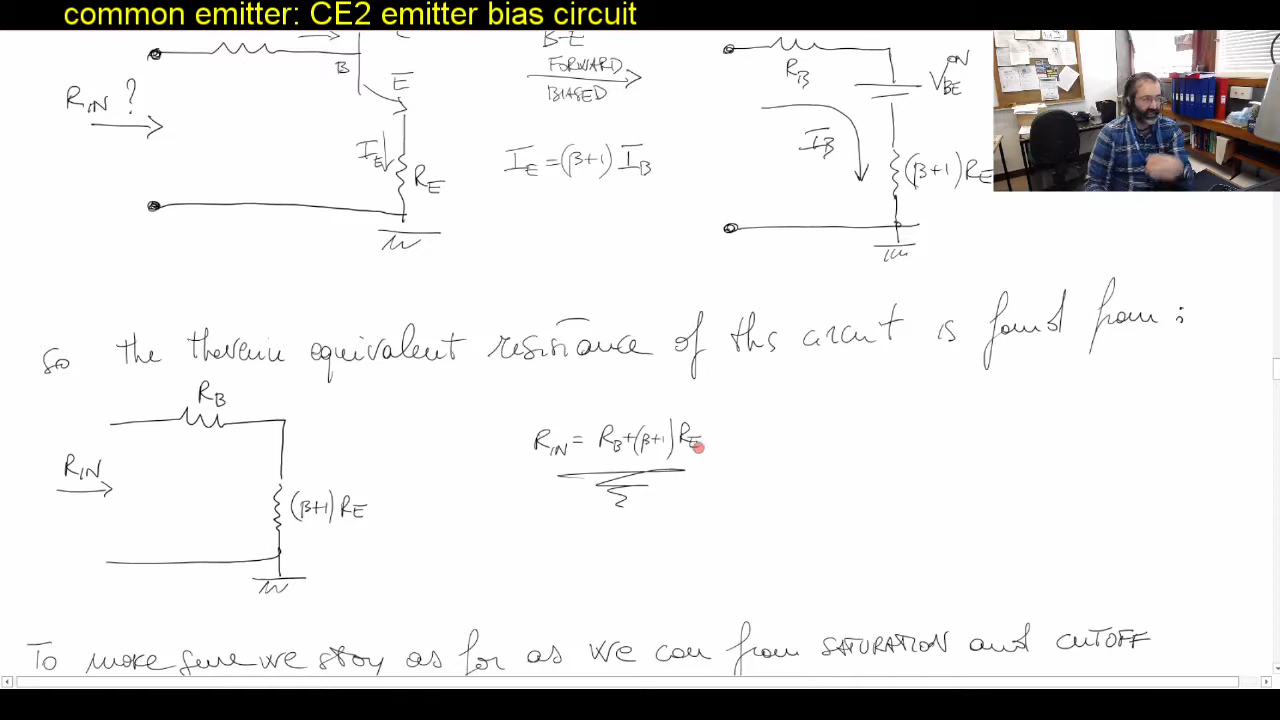 common emitter: CE2 emitter bias circuit
B
E
R_IN ?
I_E
R_E
B-E
FORWARD
BIASED
I_E = (β+1) I_B
R_B
V_BE^ON
I_B
(β+1) R_E
So the thevenin equivalent resistance of ths circuit is found from :
R_B
R_IN
(β+1) R_E
R_IN = R_B+(β+1) R_E
To make sure we stay as far as we can from SATURATION and CUTOFF